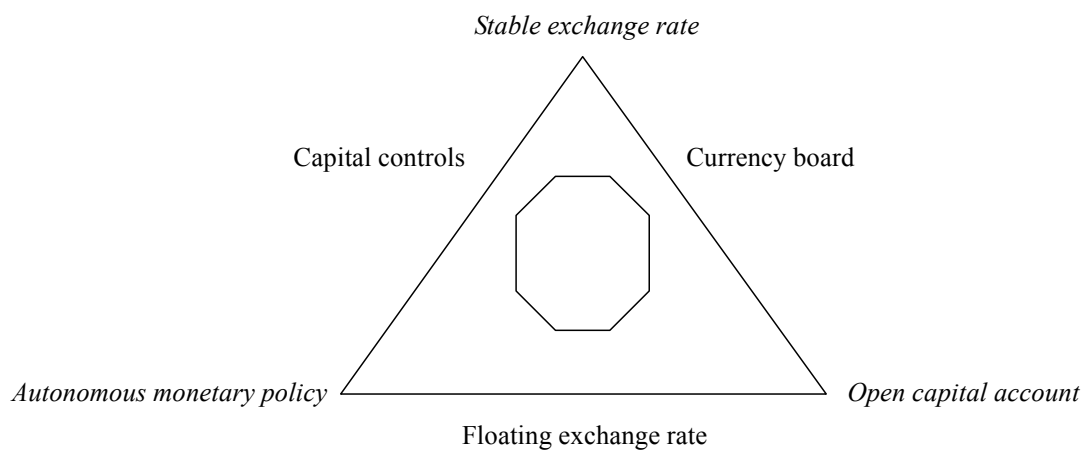 Stable exchange rate
Capital controls
Currency board
Autonomous monetary policy
Open capital account
Floating exchange rate